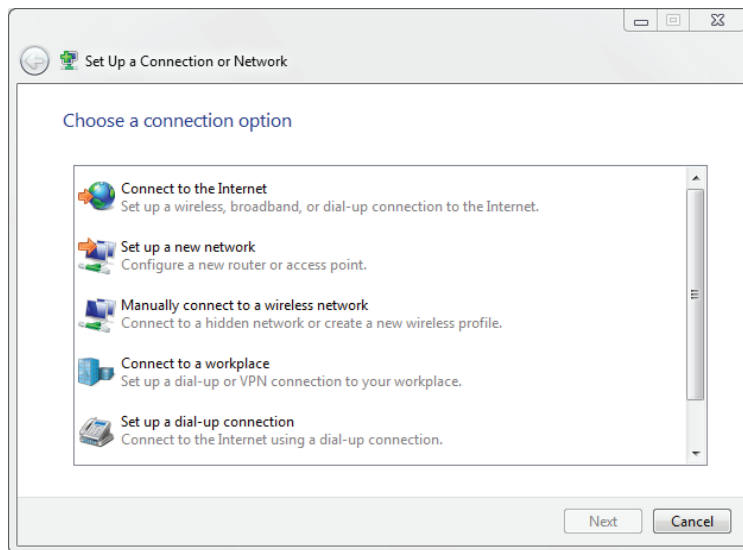 Set Up a Connection or Network
Choose a connection option
Connect to the Internet
Set up a wireless, broadband, or dial-up connection to the Internet.
Set up a new network
Configure a new router or access point.
Manually connect to a wireless network
Connect to a hidden network or create a new wireless profile.
Connect to a workplace
Set up a dial-up or VPN connection to your workplace.
Set up a dial-up connection
Connect to the Internet using a dial-up connection.
Next Cancel